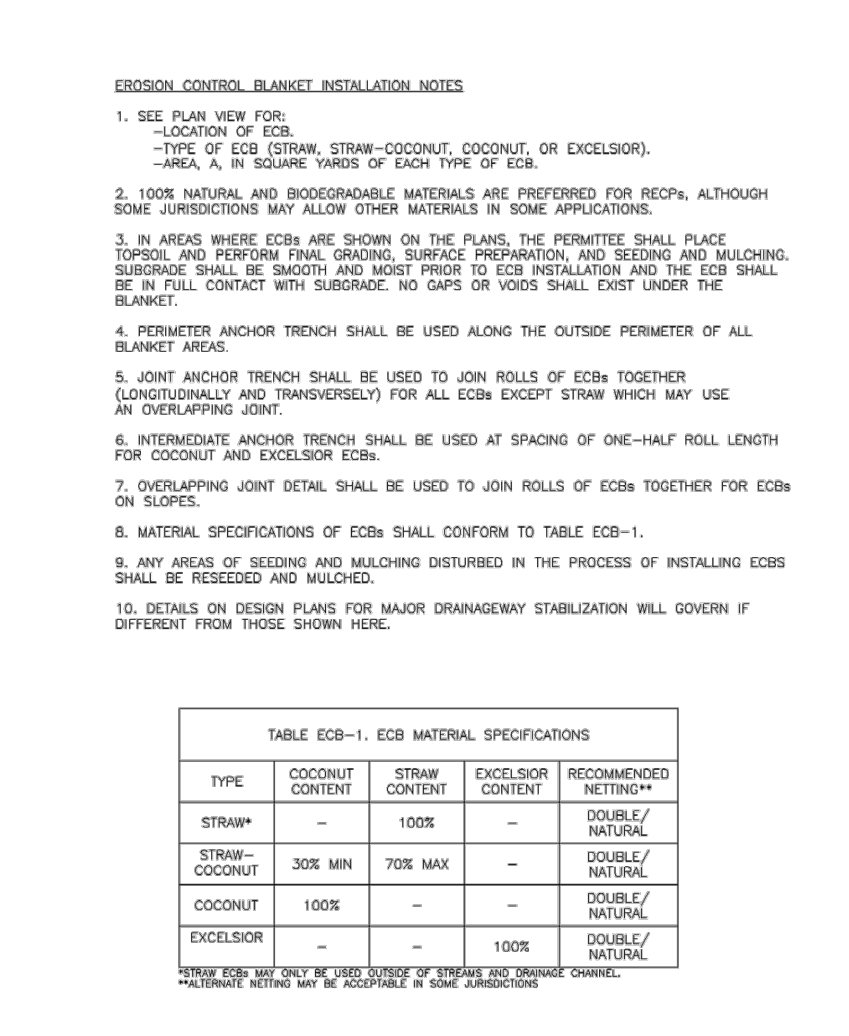 EROSION CONTROL BLANKET INSTALLATION NOTES
1. SEE PLAN VIEW FOR:
-LOCATION OF ECB.
-TYPE OF ECB (STRAW, STRAW-COCONUT, COCONUT, OR EXCELSIOR).
-AREA, A, IN SQUARE YARDS OF EACH TYPE OF ECB.
2. 100% NATURAL AND BIODEGRADABLE MATERIALS ARE PREFERRED FOR RECPs, ALTHOUGH
SOME JURISDICTIONS MAY ALLOW OTHER MATERIALS IN SOME APPLICATIONS.
3. IN AREAS WHERE ECBs ARE SHOWN ON THE PLANS, THE PERMITTEE SHALL PLACE
TOPSOIL AND PERFORM FINAL GRADING, SURFACE PREPARATION, AND SEEDING AND MULCHING.
SUBGRADE SHALL BE SMOOTH AND MOIST PRIOR TO ECB INSTALLATION AND THE ECB SHALL
BE IN FULL CONTACT WITH SUBGRADE. NO GAPS OR VOIDS SHALL EXIST UNDER THE
BLANKET.
4. PERIMETER ANCHOR TRENCH SHALL BE USED ALONG THE OUTSIDE PERIMETER OF ALL
BLANKET AREAS.
5. JOINT ANCHOR TRENCH SHALL BE USED TO JOIN ROLLS OF ECBs TOGETHER
(LONGITUDINALLY AND TRANSVERSELY) FOR ALL ECBs EXCEPT STRAW WHICH MAY USE
AN OVERLAPPING JOINT.
6. INTERMEDIATE ANCHOR TRENCH SHALL BE USED AT SPACING OF ONE-HALF ROLL LENGTH
FOR COCONUT AND EXCELSIOR ECBs.
7. OVERLAPPING JOINT DETAIL SHALL BE USED TO JOIN ROLLS OF ECBs TOGETHER FOR ECBs
ON SLOPES.
8. MATERIAL SPECIFICATIONS OF ECBs SHALL CONFORM TO TABLE ECB-1.
9. ANY AREAS OF SEEDING AND MULCHING DISTURBED IN THE PROCESS OF INSTALLING ECBS
SHALL BE RESEEDED AND MULCHED.
10. DETAILS ON DESIGN PLANS FOR MAJOR DRAINAGEWAY STABILIZATION WILL GOVERN IF
DIFFERENT FROM THOSE SHOWN HERE.
TABLE ECB-1. ECB MATERIAL SPECIFICATIONS
TYPE COCONUT CONTENT STRAW CONTENT EXCELSIOR CONTENT RECOMMENDED NETTING**
STRAW* - 100% - DOUBLE/ NATURAL
STRAW- COCONUT 30% MIN 70% MAX - DOUBLE/ NATURAL
COCONUT 100% - - DOUBLE/ NATURAL
EXCELSIOR - - 100% DOUBLE/ NATURAL
*STRAW ECBs MAY ONLY BE USED OUTSIDE OF STREAMS AND DRAINAGE CHANNEL.
**ALTERNATE NETTING MAY BE ACCEPTABLE IN SOME JURISDICTIONS